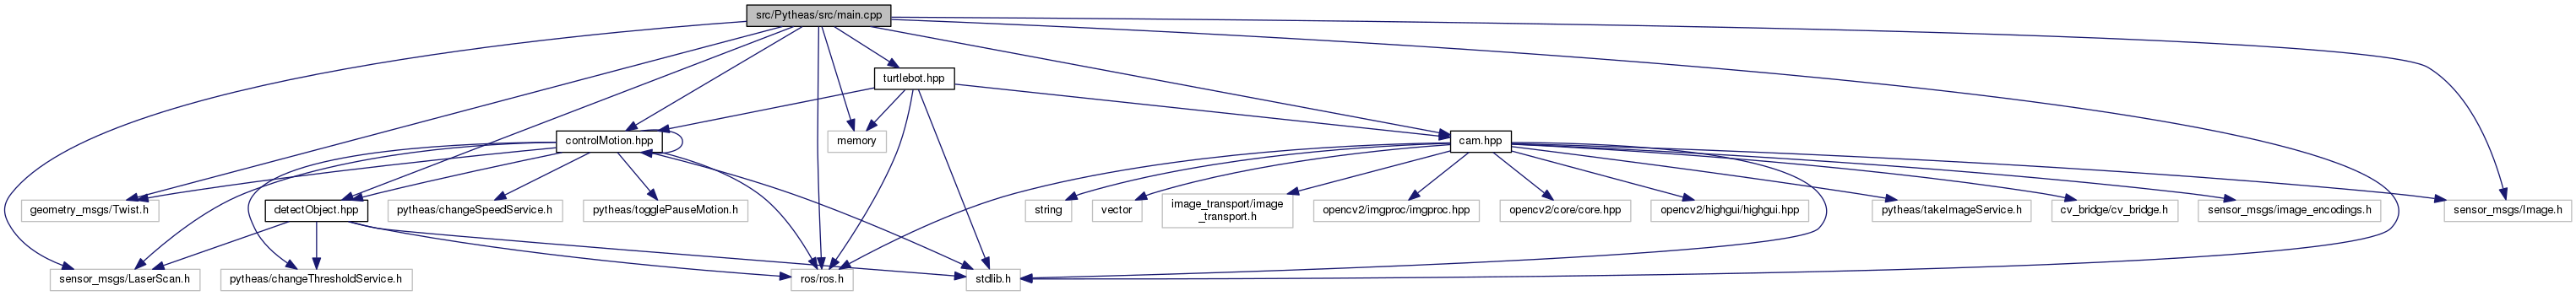 src/Pytheas/src/main.cpp
turtlebot.hpp
controlMotion.hpp
memory
cam.hpp
geometry_msgs/Twist.h
detectObject.hpp
pytheas/changeSpeedService.h
pytheas/togglePauseMotion.h
string
vector
image_transport/image
_transport.h
opencv2/imgproc/imgproc.hpp
opencv2/core/core.hpp
opencv2/highgui/highgui.hpp
pytheas/takeImageService.h
cv_bridge/cv_bridge.h
sensor_msgs/image_encodings.h
sensor_msgs/Image.h
sensor_msgs/LaserScan.h
pytheas/changeThresholdService.h
ros/ros.h
stdlib.h